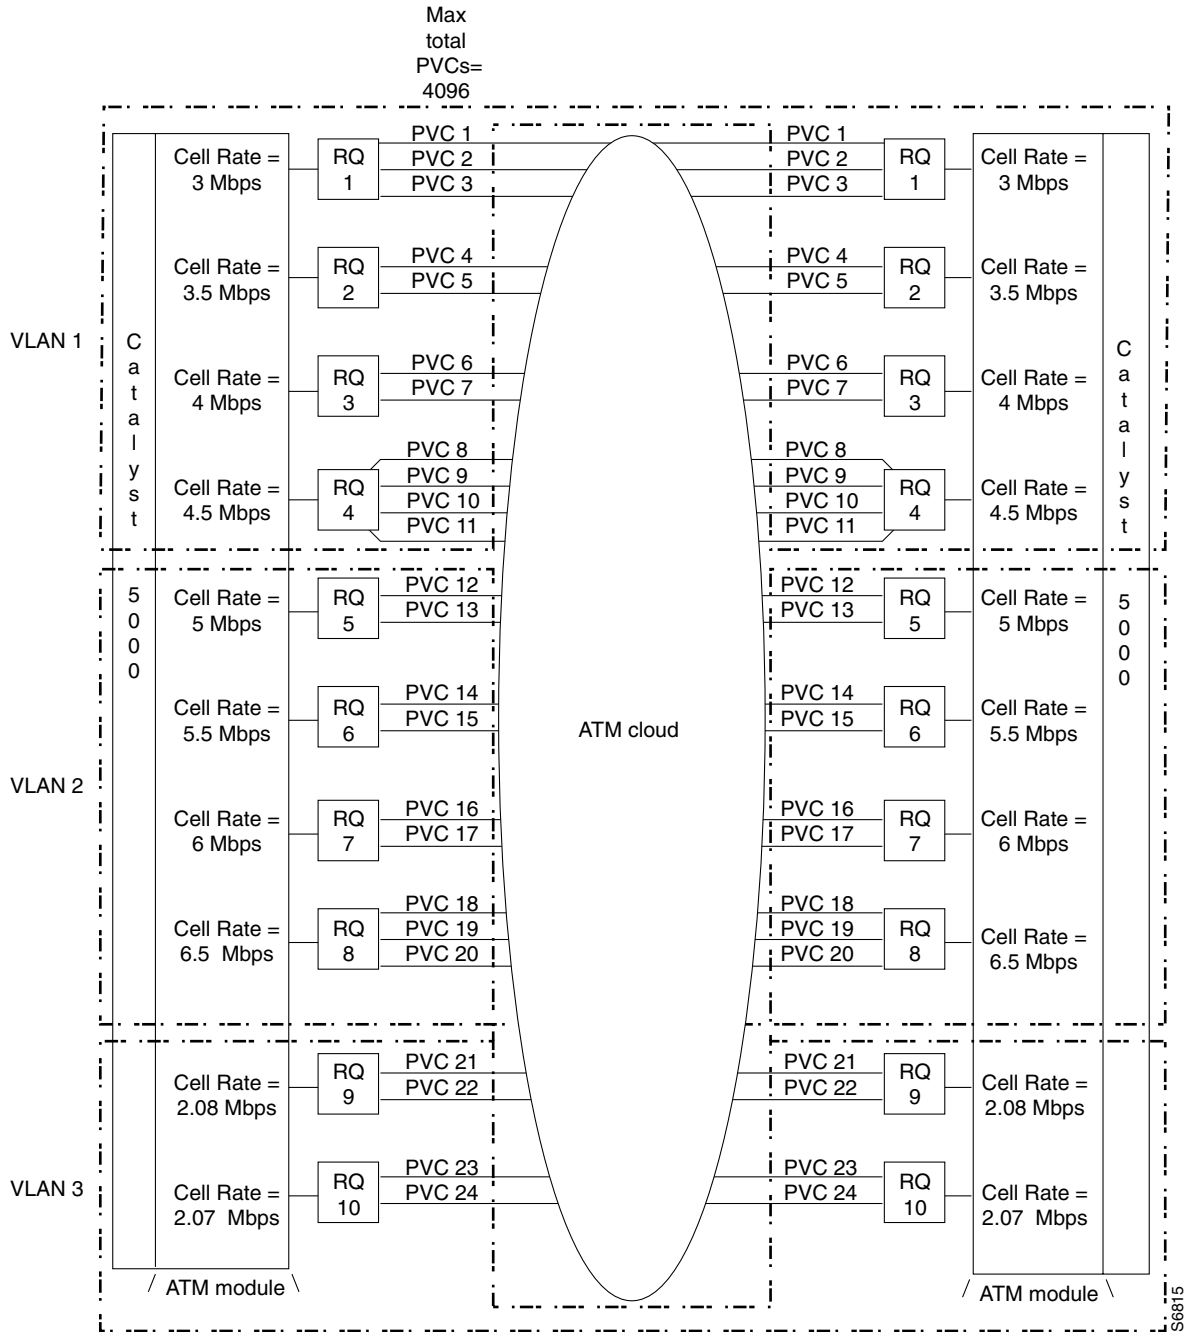 Max
total
PVCs=
4096
VLAN 1
Catalyst 5000
Cell Rate =
3 Mbps
RQ
1
PVC 1
PVC 2
PVC 3
PVC 1
PVC 2
PVC 3
RQ
1
Cell Rate =
3 Mbps
Cell Rate =
3.5 Mbps
RQ
2
PVC 4
PVC 5
PVC 4
PVC 5
RQ
2
Cell Rate =
3.5 Mbps
Cell Rate =
4 Mbps
RQ
3
PVC 6
PVC 7
PVC 6
PVC 7
RQ
3
Cell Rate =
4 Mbps
Cell Rate =
4.5 Mbps
RQ
4
PVC 8
PVC 9
PVC 10
PVC 11
PVC 8
PVC 9
PVC 10
PVC 11
RQ
4
Cell Rate =
4.5 Mbps
Catalyst 5000
VLAN 2
Cell Rate =
5 Mbps
RQ
5
PVC 12
PVC 13
PVC 12
PVC 13
RQ
5
Cell Rate =
5 Mbps
Cell Rate =
5.5 Mbps
RQ
6
PVC 14
PVC 15
ATM cloud
PVC 14
PVC 15
RQ
6
Cell Rate =
5.5 Mbps
Cell Rate =
6 Mbps
RQ
7
PVC 16
PVC 17
PVC 16
PVC 17
RQ
7
Cell Rate =
6 Mbps
Cell Rate =
6.5 Mbps
RQ
8
PVC 18
PVC 19
PVC 20
PVC 18
PVC 19
PVC 20
RQ
8
Cell Rate =
6.5 Mbps
VLAN 3
Cell Rate =
2.08 Mbps
RQ
9
PVC 21
PVC 22
PVC 21
PVC 22
RQ
9
Cell Rate =
2.08 Mbps
Cell Rate =
2.07 Mbps
RQ
10
PVC 23
PVC 24
PVC 23
PVC 24
RQ
10
Cell Rate =
2.07 Mbps
ATM module
ATM module
S6815